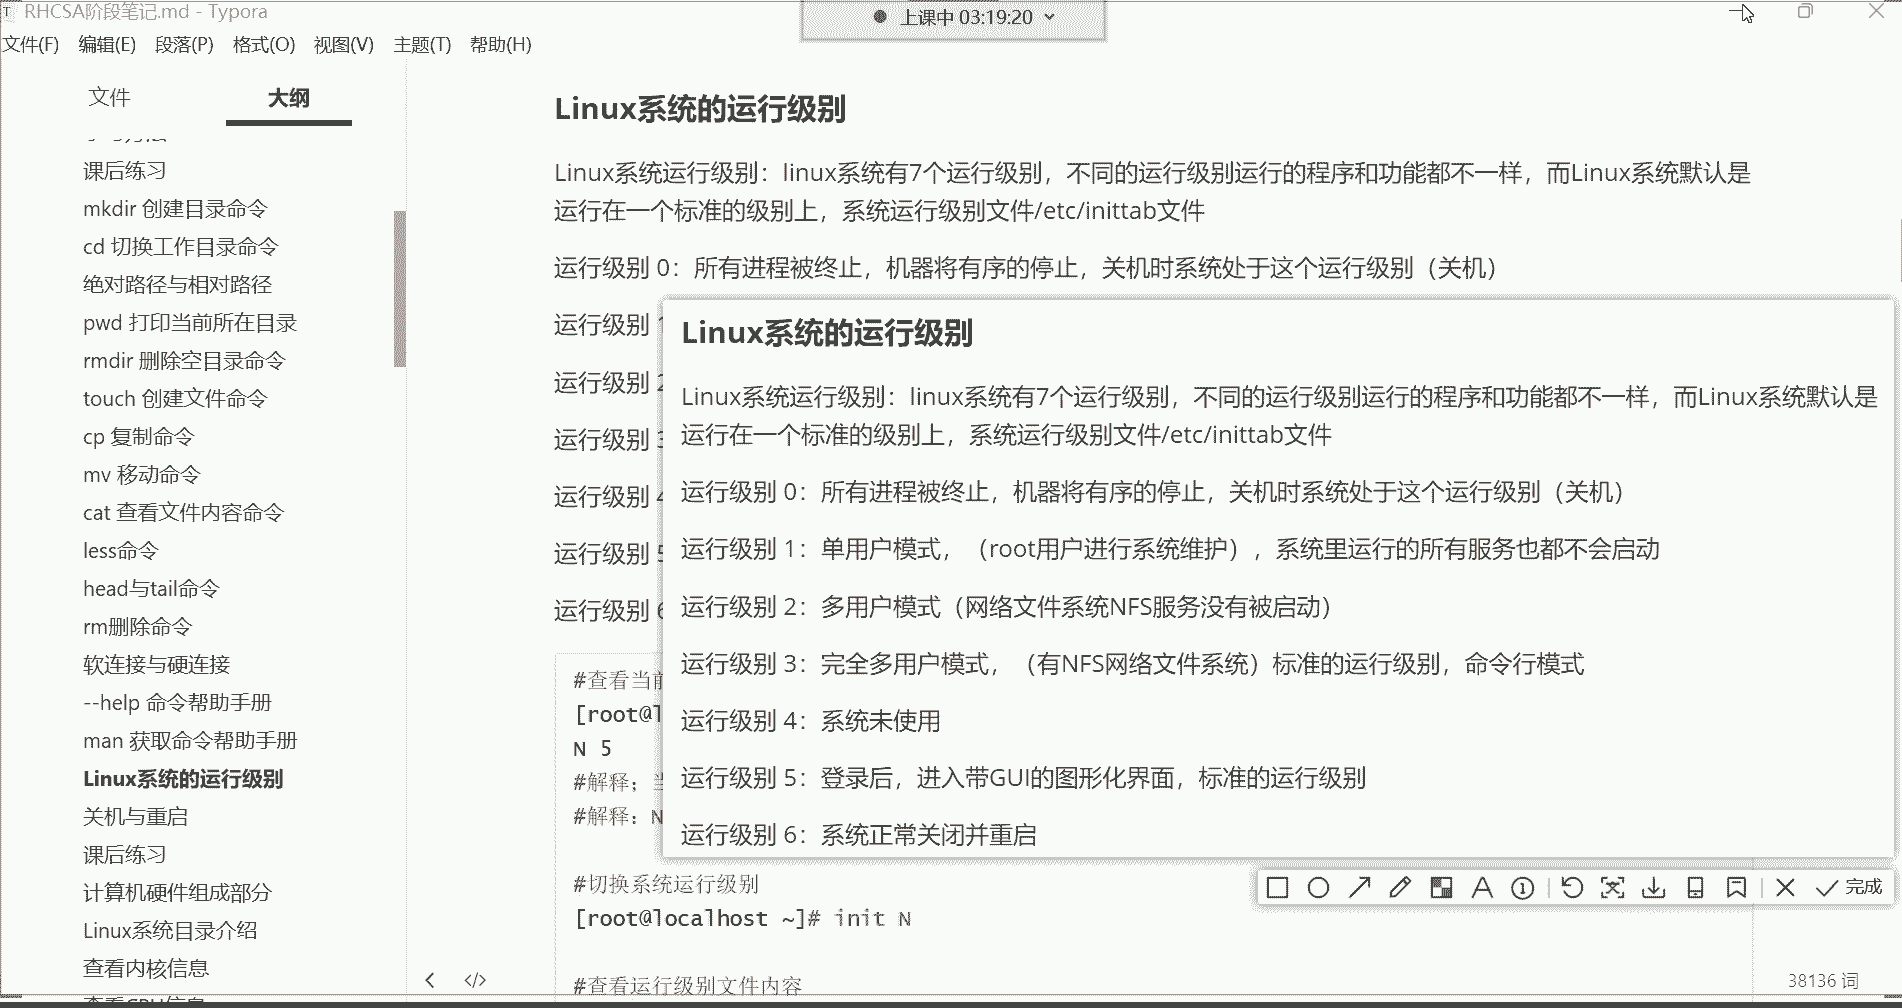 RHCSA阶段笔记.md - Typora
上课中 03:19:20
文件(F) 编辑(E) 段落(P) 格式(O) 视图(V) 主题(T) 帮助(H)
文件 大纲
课后练习
mkdir 创建目录命令
cd 切换工作目录命令
绝对路径与相对路径
pwd 打印当前所在目录
rmdir 删除空目录命令
touch 创建文件命令
cp 复制命令
mv 移动命令
cat 查看文件内容命令
less命令
head与tail命令
rm删除命令
软连接与硬连接
--help 命令帮助手册
man 获取命令帮助手册
Linux系统的运行级别
关机与重启
课后练习
计算机硬件组成部分
Linux系统目录介绍
查看内核信息
Linux系统的运行级别
Linux系统运行级别：linux系统有7个运行级别，不同的运行级别运行的程序和功能都不一样，而Linux系统默认是
运行在一个标准的级别上，系统运行级别文件/etc/inittab文件
运行级别 0：所有进程被终止，机器将有序的停止，关机时系统处于这个运行级别（关机）
运行级别 1
运行级别 2
运行级别 3
运行级别 4
运行级别 5
运行级别 6
#查看当前
[root@l
N 5
#解释；当
#解释：N
#切换系统运行级别
[root@localhost ~]# init N
#查看运行级别文件内容
Linux系统的运行级别
Linux系统运行级别：linux系统有7个运行级别，不同的运行级别运行的程序和功能都不一样，而Linux系统默认是
运行在一个标准的级别上，系统运行级别文件/etc/inittab文件
运行级别 0：所有进程被终止，机器将有序的停止，关机时系统处于这个运行级别（关机）
运行级别 1：单用户模式，（root用户进行系统维护），系统里运行的所有服务也都不会启动
运行级别 2：多用户模式（网络文件系统NFS服务没有被启动）
运行级别 3：完全多用户模式，（有NFS网络文件系统）标准的运行级别，命令行模式
运行级别 4：系统未使用
运行级别 5：登录后，进入带GUI的图形化界面，标准的运行级别
运行级别 6：系统正常关闭并重启
完成
38136 词